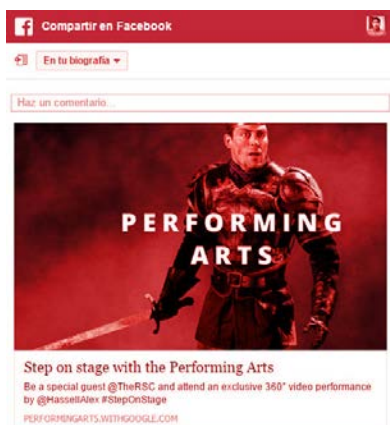 Compartir en Facebook
En tu biografía
Haz un comentario...
PERFORMING
ARTS
Step on stage with the Performing Arts
Be a special guest @TheRSC and attend an exclusive 360° video performance
by @HassellAlex #StepOnStage
PERFORMINGARTS.WITHGOOGLE.COM